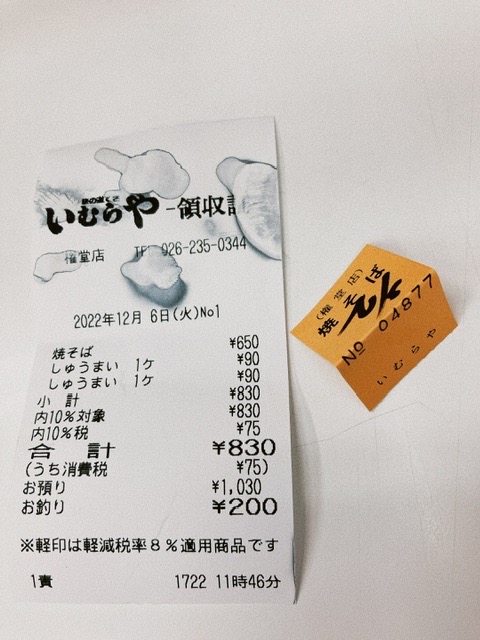 いむらや -領収
権堂店 TEL 026-235-0344
2022年12月 6日(火)No1
焼そば ¥650
しゅうまい 1ケ ¥90
しゅうまい 1ケ ¥90
小 計 ¥830
内10%対象 ¥830
内10%税 ¥75
合 計 ¥830
(うち消費税 ¥75)
お預り ¥1,030
お釣り ¥200
※軽印は軽減税率8%適用商品です
1責 1722 11時46分
(権堂店)
焼そば
No 04877
いむらや